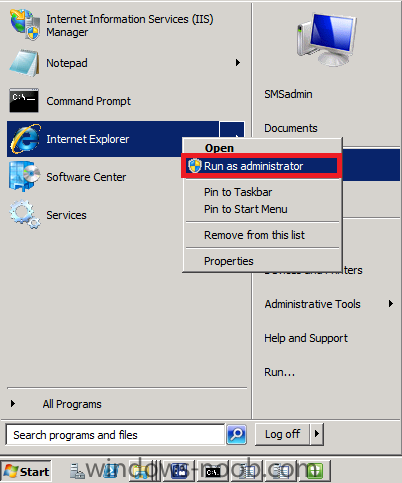 Internet Information Services (IIS)
Manager
Notepad
Command Prompt
Internet Explorer
Software Center
Services
All Programs
Search programs and files
SMSadmin
Documents
Open
Run as administrator
Pin to Taskbar
Pin to Start Menu
Remove from this list
Properties
Devices and Printers
Administrative Tools
Help and Support
Run...
Log off
Start
windows-noob.com